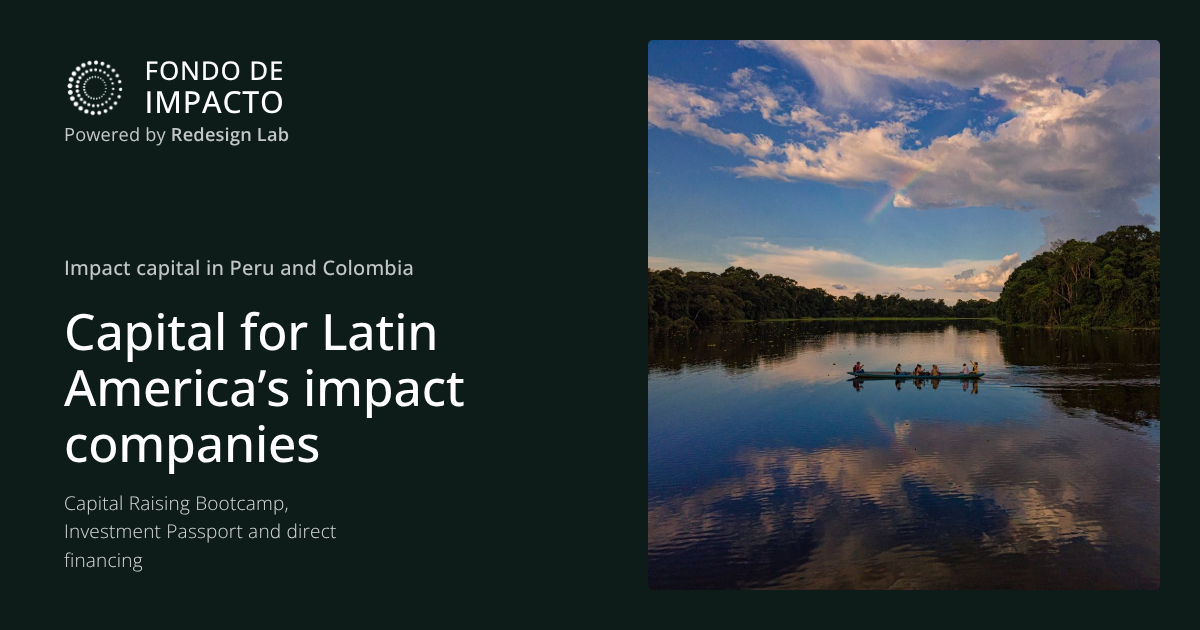 FONDO DE
IMPACTO
Powered by Redesign Lab
Impact capital in Peru and Colombia
Capital for Latin
America’s impact
companies
Capital Raising Bootcamp,
Investment Passport and direct
financing